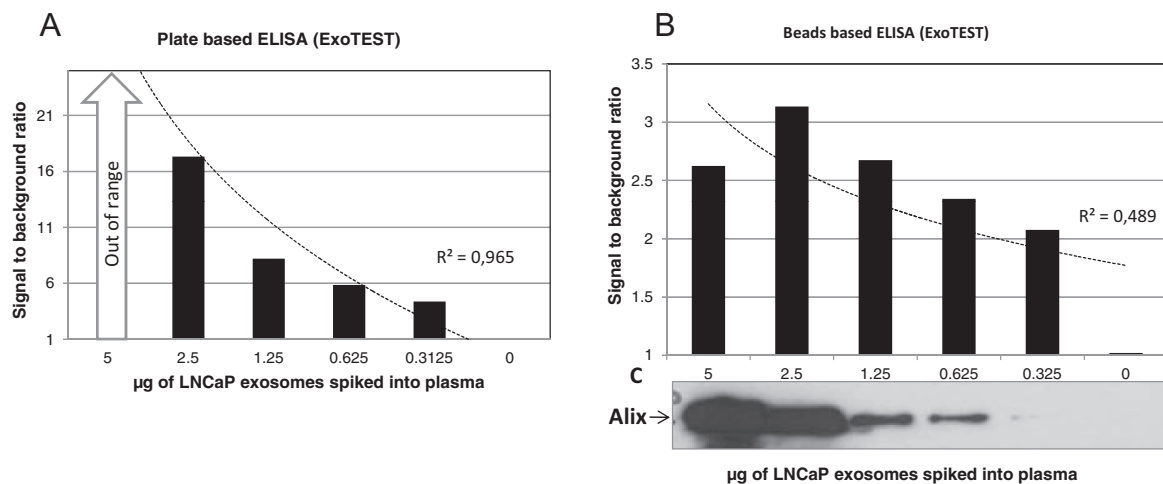 A
Plate based ELISA (ExoTEST)
Signal to background ratio
21
16
11
6
1
Out of range
R² = 0,965
5 2.5 1.25 0.625 0.3125 0
µg of LNCaP exosomes spiked into plasma
B
Beads based ELISA (ExoTEST)
Signal to background ratio
3.5
3
2.5
2
1.5
1
R² = 0,489
5 2.5 1.25 0.625 0.325 0
C
Alix→
µg of LNCaP exosomes spiked into plasma